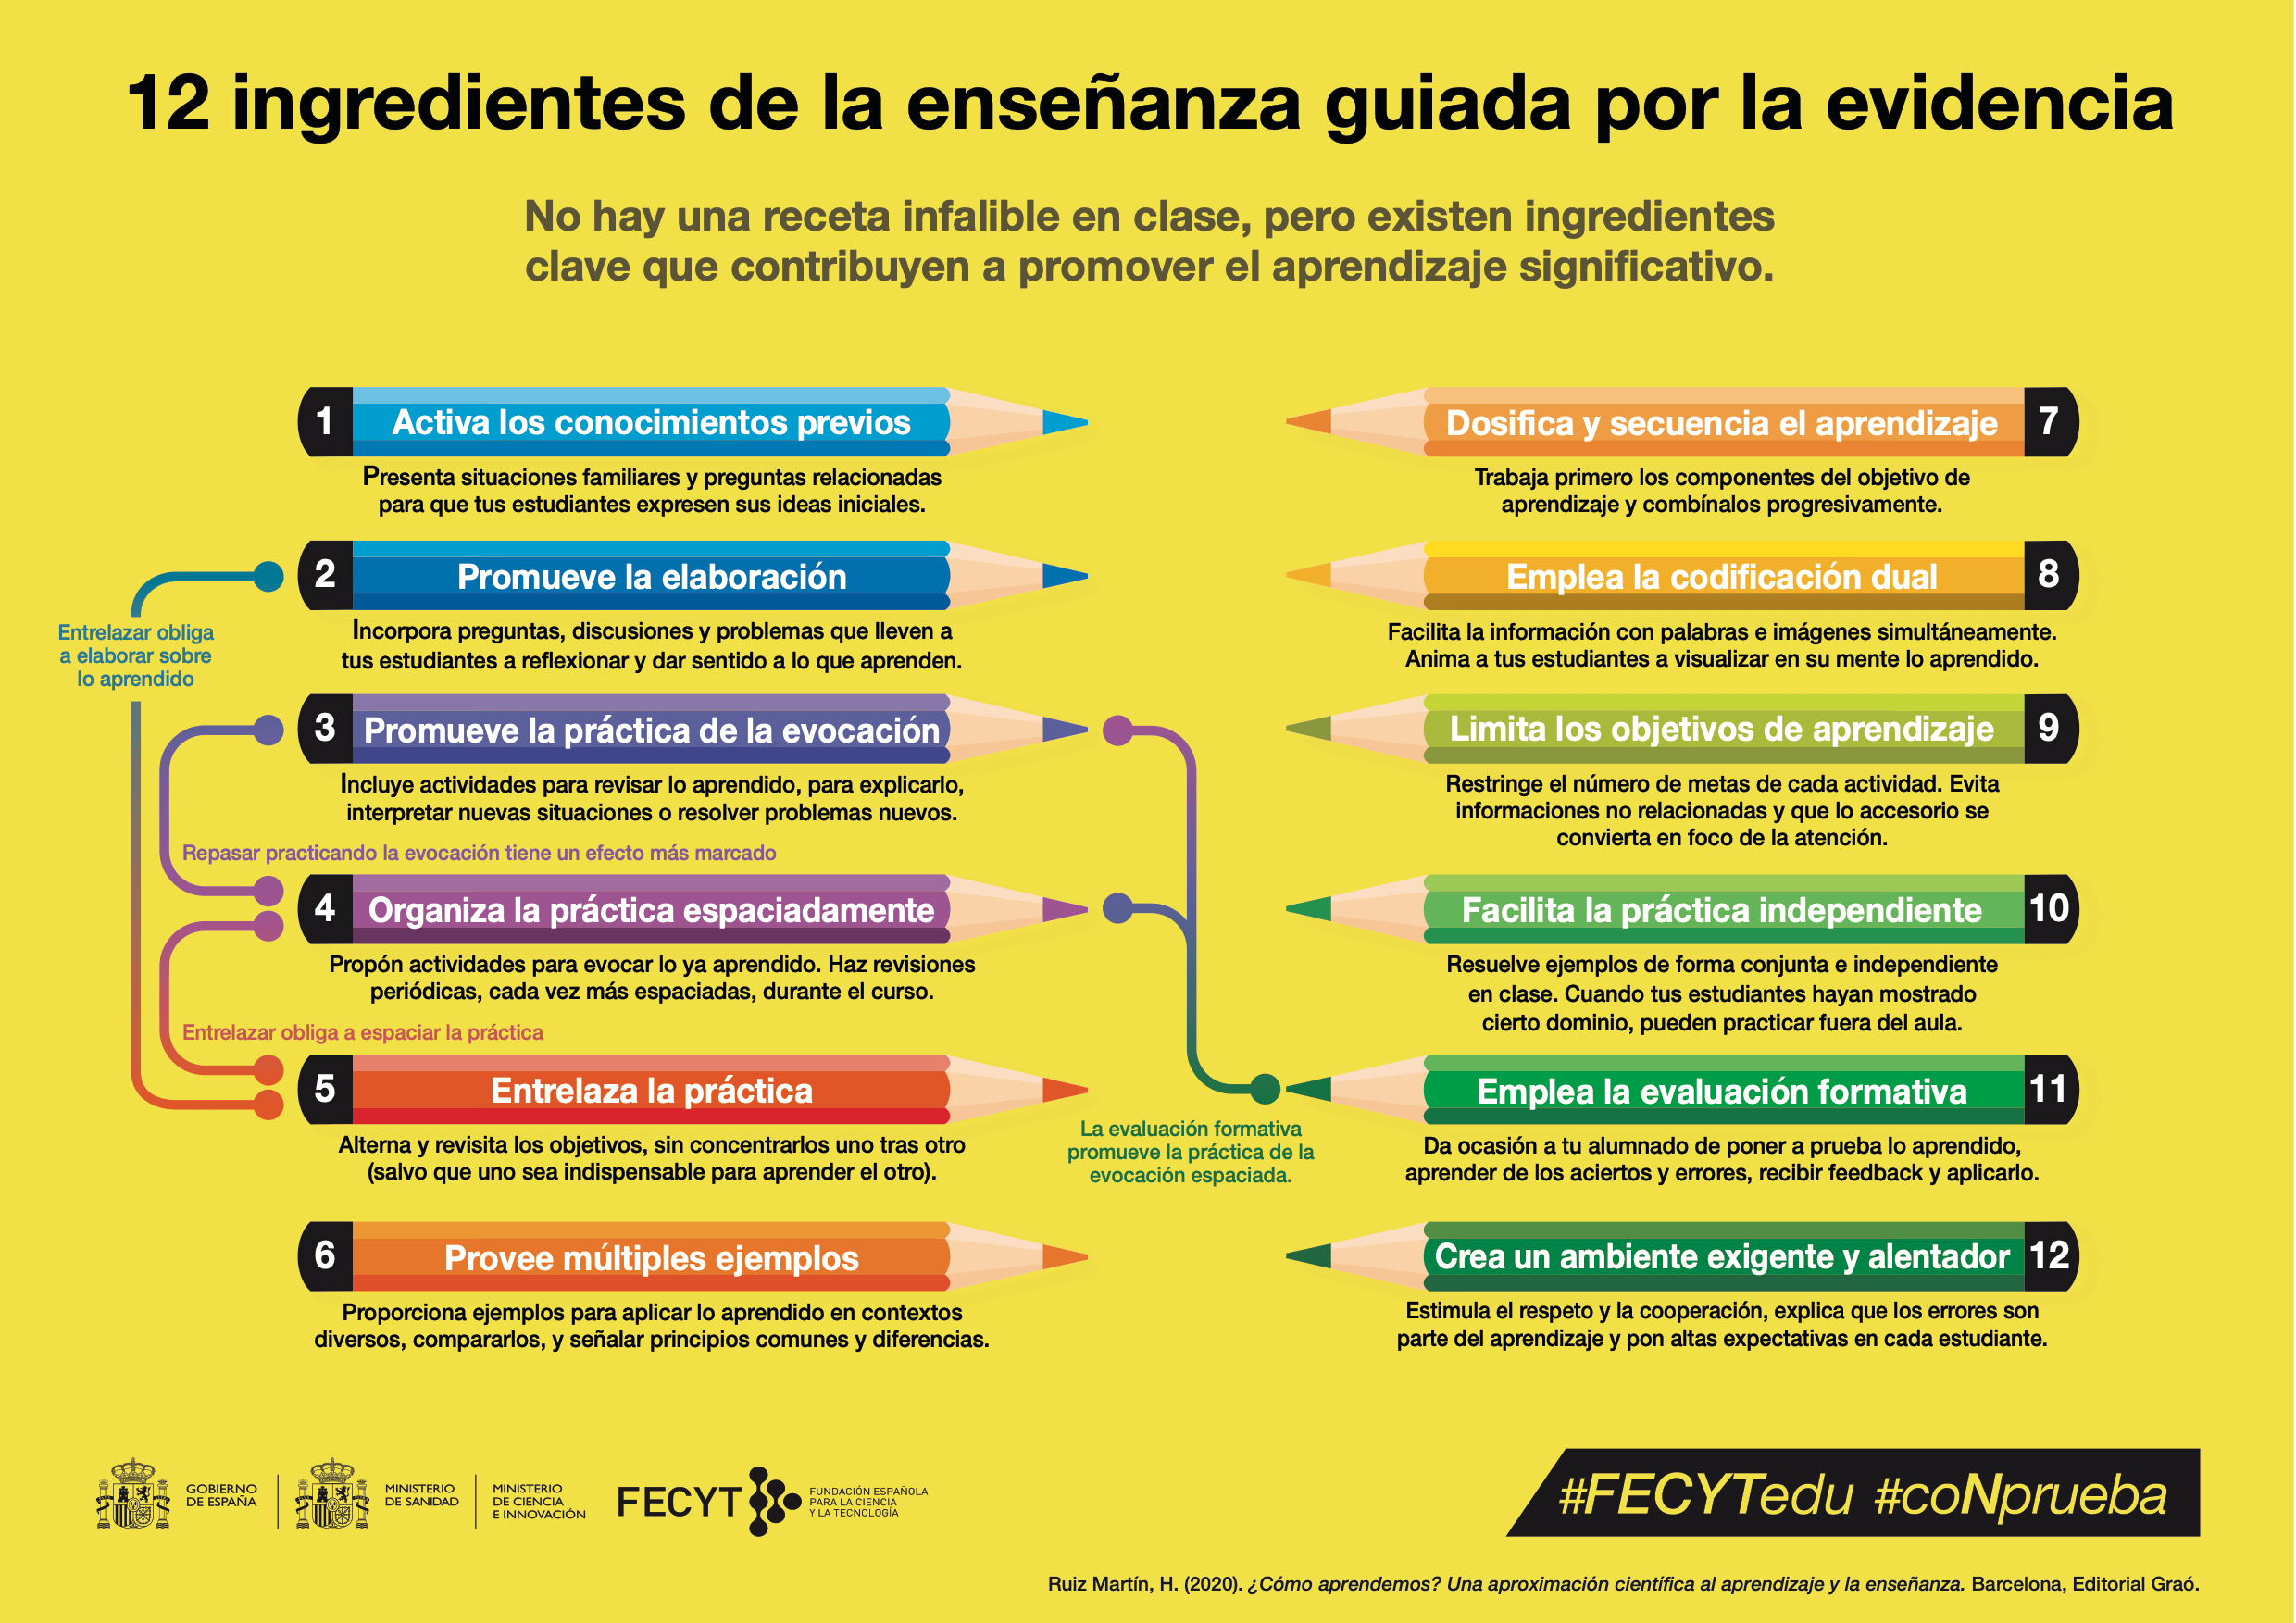 12 ingredientes de la enseñanza guiada por la evidencia
No hay una receta infalible en clase, pero existen ingredientes
clave que contribuyen a promover el aprendizaje significativo.
1 Activa los conocimientos previos
Presenta situaciones familiares y preguntas relacionadas
para que tus estudiantes expresen sus ideas iniciales.
2 Promueve la elaboración
Incorpora preguntas, discusiones y problemas que lleven a
tus estudiantes a reflexionar y dar sentido a lo que aprenden.
Entrelazar obliga
a elaborar sobre
lo aprendido
3 Promueve la práctica de la evocación
Incluye actividades para revisar lo aprendido, para explicarlo,
interpretar nuevas situaciones o resolver problemas nuevos.
Repasar practicando la evocación tiene un efecto más marcado
4 Organiza la práctica espaciadamente
Propón actividades para evocar lo ya aprendido. Haz revisiones
periódicas, cada vez más espaciadas, durante el curso.
Entrelazar obliga a espaciar la práctica
5 Entrelaza la práctica
Alterna y revisita los objetivos, sin concentrarlos uno tras otro
(salvo que uno sea indispensable para aprender el otro).
6 Provee múltiples ejemplos
Proporciona ejemplos para aplicar lo aprendido en contextos
diversos, compararlos, y señalar principios comunes y diferencias.
Dosifica y secuencia el aprendizaje 7
Trabaja primero los componentes del objetivo de
aprendizaje y combínalos progresivamente.
Emplea la codificación dual 8
Facilita la información con palabras e imágenes simultáneamente.
Anima a tus estudiantes a visualizar en su mente lo aprendido.
Limita los objetivos de aprendizaje 9
Restringe el número de metas de cada actividad. Evita
informaciones no relacionadas y que lo accesorio se
convierta en foco de la atención.
Facilita la práctica independiente 10
Resuelve ejemplos de forma conjunta e independiente
en clase. Cuando tus estudiantes hayan mostrado
cierto dominio, pueden practicar fuera del aula.
Emplea la evaluación formativa 11
La evaluación formativa
promueve la práctica de la
evocación espaciada.
Da ocasión a tu alumnado de poner a prueba lo aprendido,
aprender de los aciertos y errores, recibir feedback y aplicarlo.
Crea un ambiente exigente y alentador 12
Estimula el respeto y la cooperación, explica que los errores son
parte del aprendizaje y pon altas expectativas en cada estudiante.
GOBIERNO
DE ESPAÑA
MINISTERIO
DE SANIDAD
MINISTERIO
DE CIENCIA
E INNOVACIÓN
FECYT
FUNDACIÓN ESPAÑOLA
PARA LA CIENCIA
Y LA TECNOLOGÍA
#FECYTedu #coNprueba
Ruiz Martín, H. (2020). ¿Cómo aprendemos? Una aproximación científica al aprendizaje y la enseñanza. Barcelona, Editorial Graó.